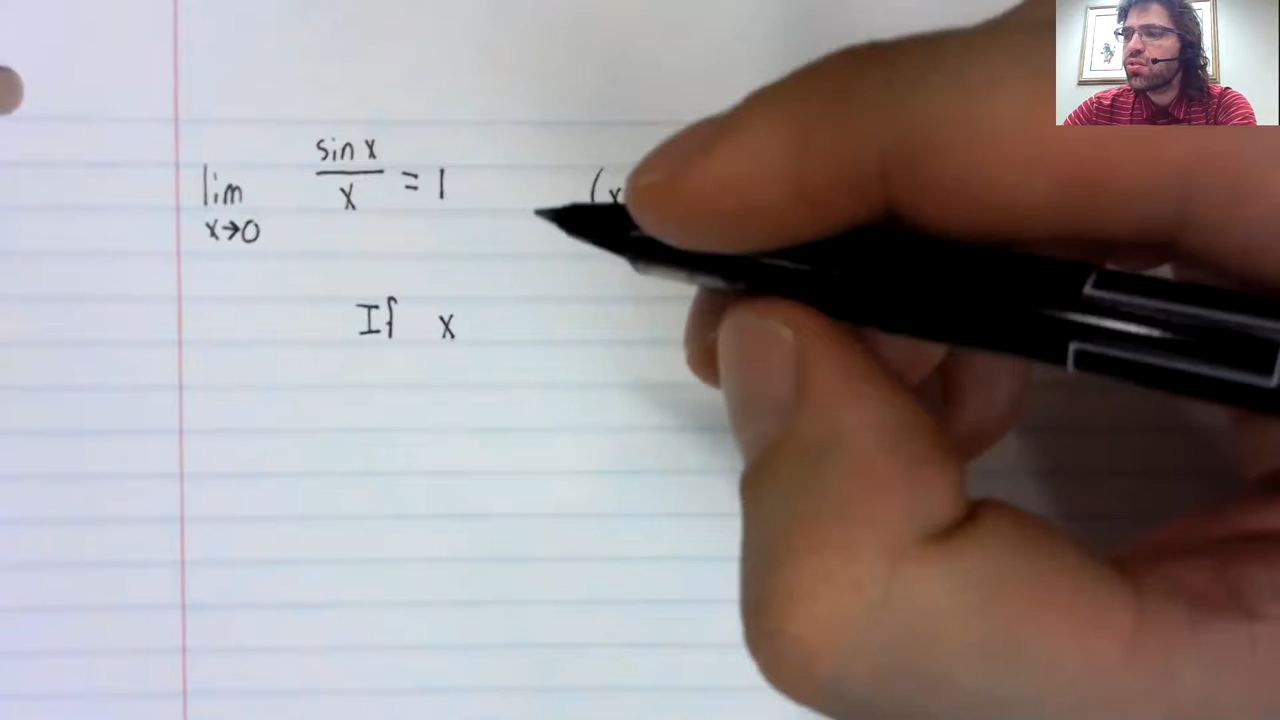 lim sin x / x = 1 (x
x→0
If x